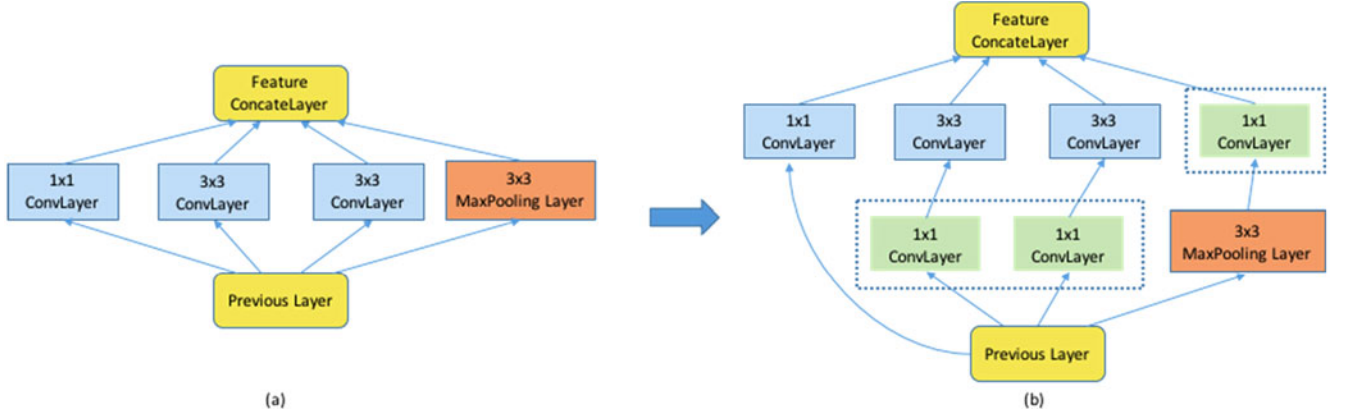 Feature
ConcateLayer
1x1
ConvLayer
3x3
ConvLayer
3x3
ConvLayer
3x3
MaxPooling Layer
Previous Layer
(a)
Feature
ConcateLayer
1x1
ConvLayer
3x3
ConvLayer
3x3
ConvLayer
1x1
ConvLayer
1x1
ConvLayer
1x1
ConvLayer
3x3
MaxPooling Layer
Previous Layer
(b)